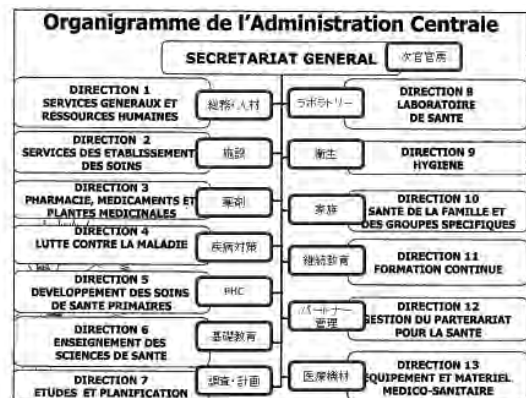 Organigramme de l'Administration Centrale
SECRETARIAT GENERAL
次官官房
DIRECTION 1
SERVICES GENERAUX ET
RESSOURCES HUMAINES
総務/人材
DIRECTION 2
SERVICES DES ETABLISSEMENT
DES SOINS
施設
DIRECTION 3
PHARMACIE, MEDICAMENTS ET
PLANTES MEDICINALES
薬剤
DIRECTION 4
LUTTE CONTRE LA MALADIE
疾病対策
DIRECTION 5
DEVELOPPEMENT DES SOINS
DE SANTE PRIMAIRES
PHC
DIRECTION 6
ENSEIGNEMENT DES
SCIENCES DE SANTE
基礎教育
DIRECTION 7
ETUDES ET PLANIFICATION
調査・計画
ラボラトリー
DIRECTION 8
LABORATOIRE
DE SANTE
衛生
DIRECTION 9
HYGIENE
家族
DIRECTION 10
SANTE DE LA FAMILLE ET
DES GROUPES SPECIFIQUES
継続教育
DIRECTION 11
FORMATION CONTINUE
パートナー
管理
DIRECTION 12
GESTION DU PARTERARIAT
POUR LA SANTE
医療機材
DIRECTION 13
EQUIPEMENT ET MATERIEL
MEDICO-SANITAIRE